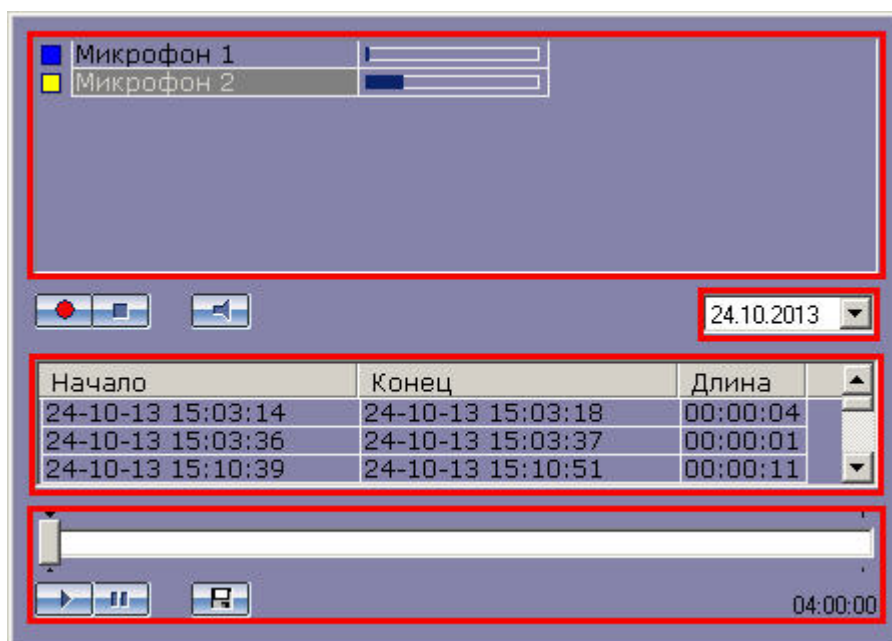 Микрофон 1
Микрофон 2
24.10.2013
Начало Конец Длина
24-10-13 15:03:14 24-10-13 15:03:18 00:00:04
24-10-13 15:03:36 24-10-13 15:03:37 00:00:01
24-10-13 15:10:39 24-10-13 15:10:51 00:00:11
04:00:00